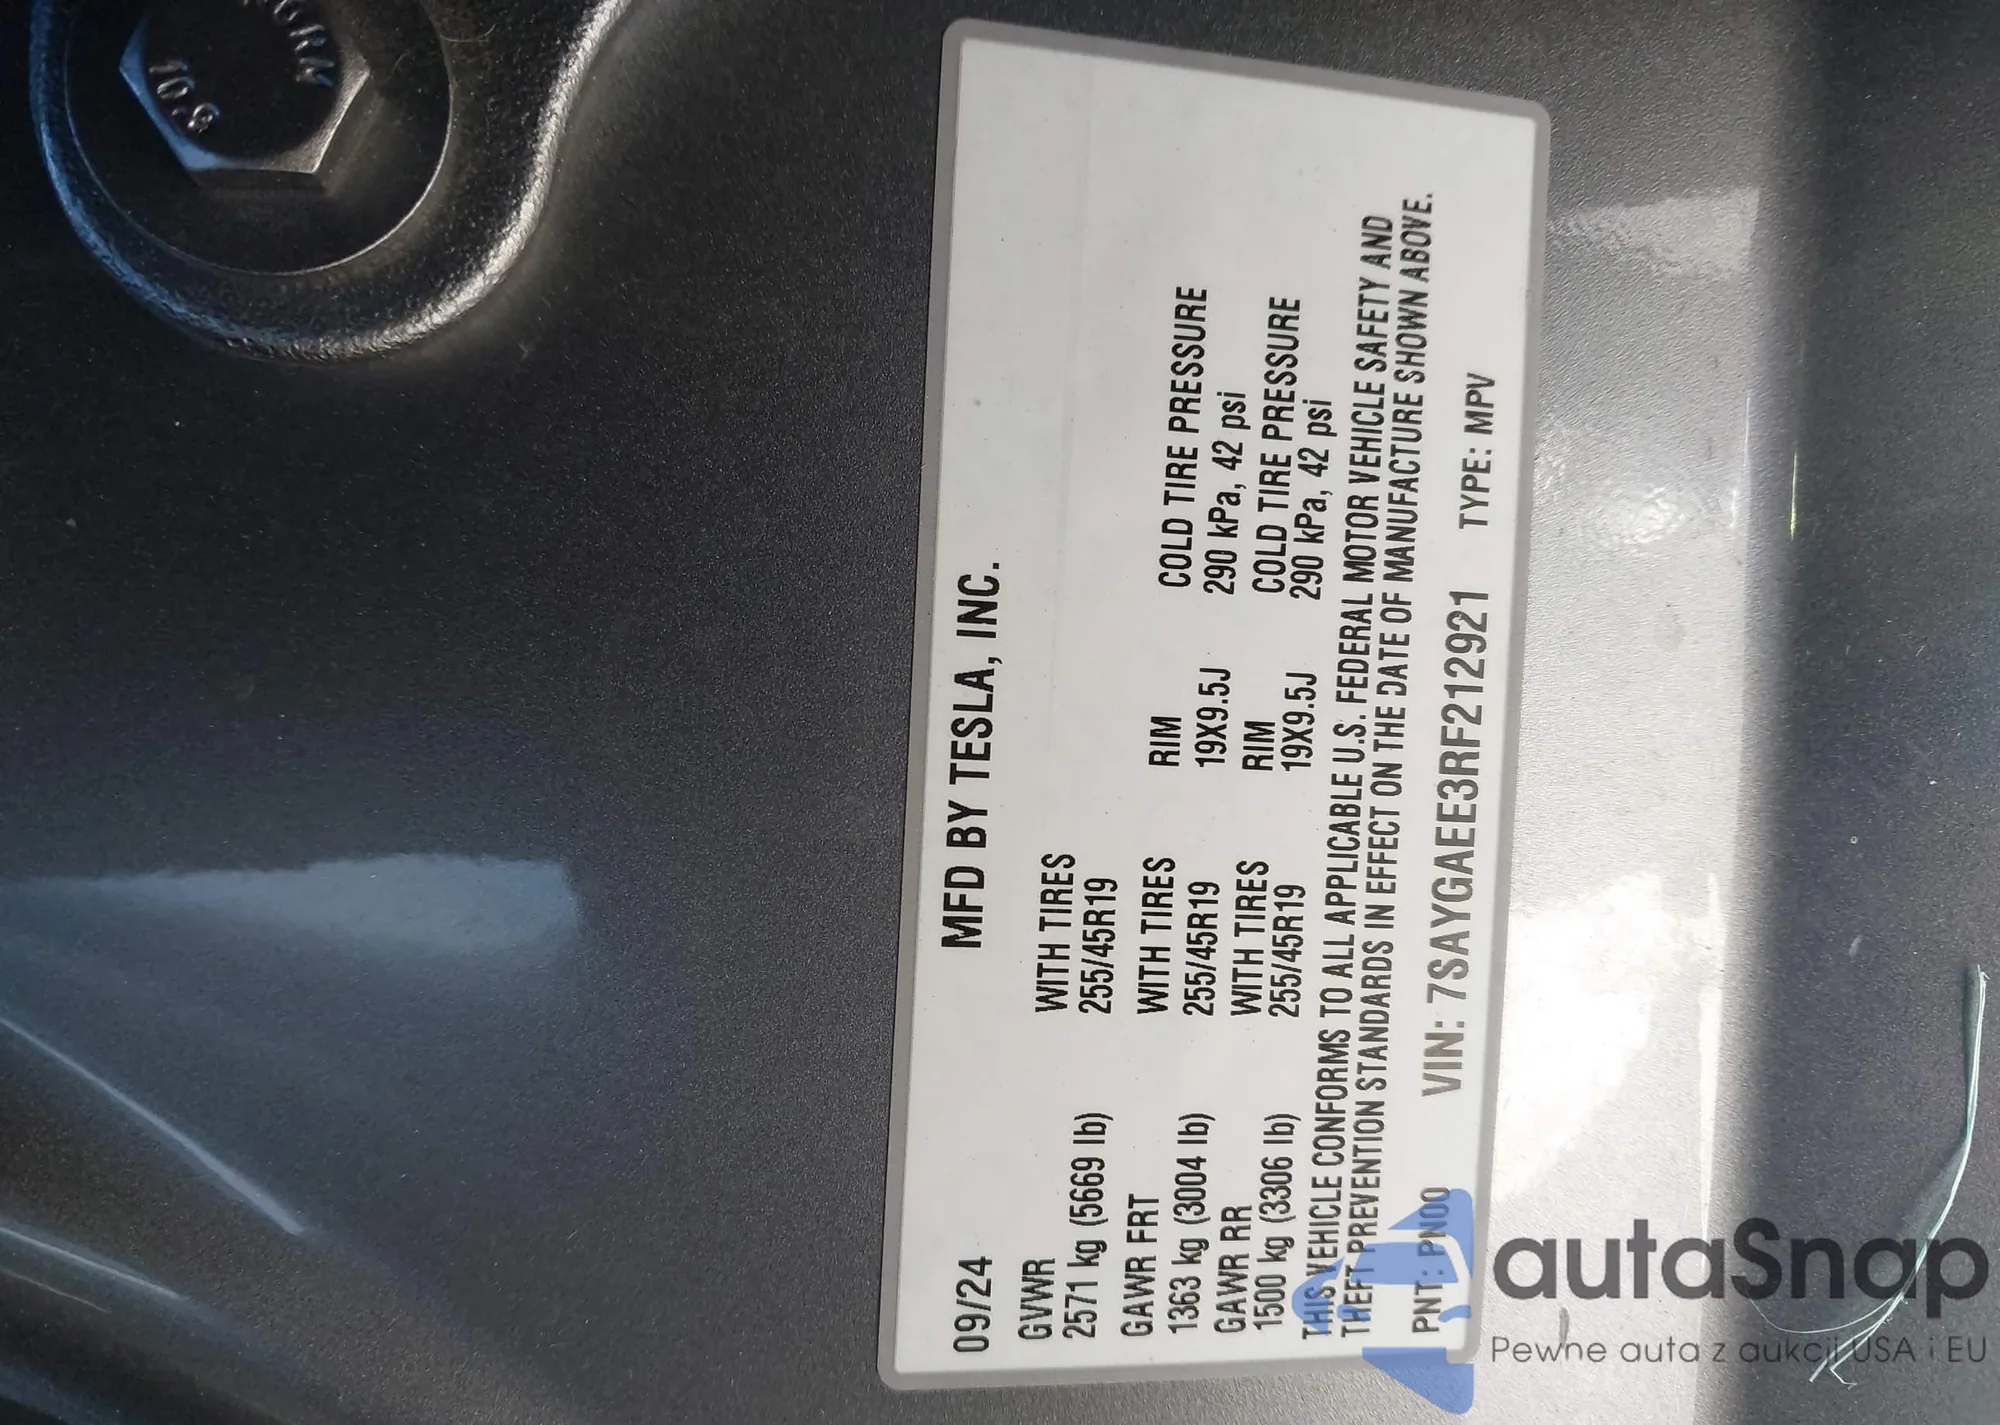 09/24 MFD BY TESLA, INC.
GVWR WITH TIRES
2571 kg (5669 lb) 255/45R19
GAWR FRT WITH TIRES RIM COLD TIRE PRESSURE
1363 kg (3004 lb) 255/45R19 19X9.5J 290 kPa, 42 psi
GAWR RR WITH TIRES RIM COLD TIRE PRESSURE
1500 kg (3306 lb) 255/45R19 19X9.5J 290 kPa, 42 psi
THIS VEHICLE CONFORMS TO ALL APPLICABLE U.S. FEDERAL MOTOR VEHICLE SAFETY AND
THEFT PREVENTION STANDARDS IN EFFECT ON THE DATE OF MANUFACTURE SHOWN ABOVE.
PNT: PN00 VIN: 7SAYGAEE3RF212921 TYPE: MPV
10.9
autaSnap
Pewne auta z aukcji USA i EU